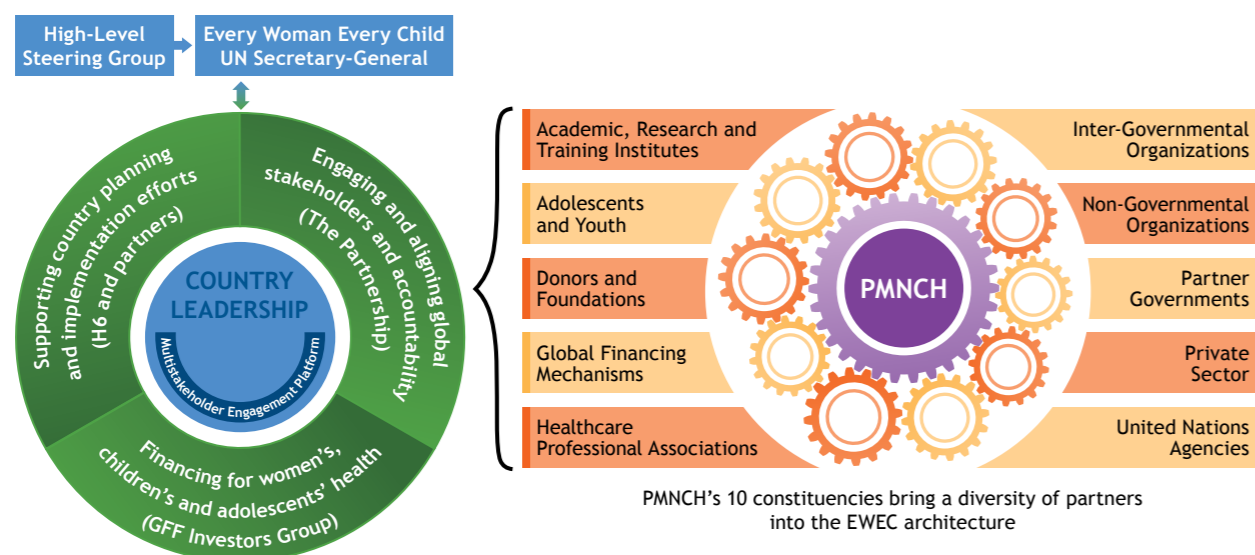 High-Level
Steering Group
Every Woman Every Child
UN Secretary-General
Supporting country planning
and implementation efforts
(H6 and partners)
Engaging and aligning global
stakeholders and accountability
(The Partnership)
COUNTRY
LEADERSHIP
Multistakeholder Engagement Platform
Financing for women’s,
children’s and adolescents’ health
(GFF Investors Group)
Academic, Research and
Training Institutes
Adolescents
and Youth
Donors and
Foundations
Global Financing
Mechanisms
Healthcare
Professional Associations
PMNCH
Inter-Governmental
Organizations
Non-Governmental
Organizations
Partner
Governments
Private
Sector
United Nations
Agencies
PMNCH’s 10 constituencies bring a diversity of partners
into the EWEC architecture